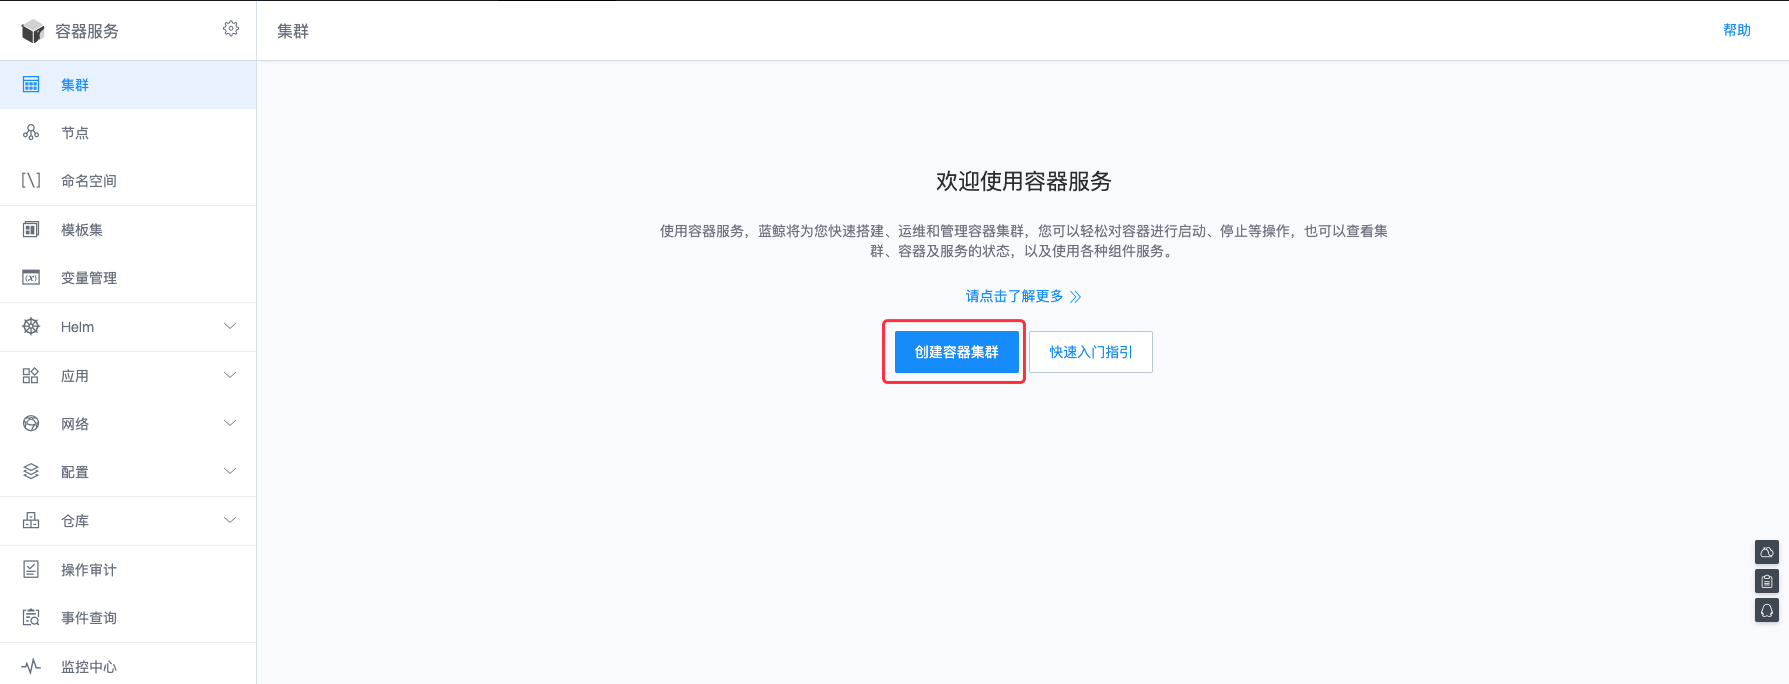 容器服务
集群
帮助
集群
节点
[\] 命名空间
模板集
变量管理
Helm
应用
网络
配置
仓库
操作审计
事件查询
监控中心
欢迎使用容器服务
使用容器服务，蓝鲸将为您快速搭建、运维和管理容器集群，您可以轻松对容器进行启动、停止等操作，也可以查看集
群、容器及服务的状态，以及使用各种组件服务。
请点击了解更多
创建容器集群
快速入门指引